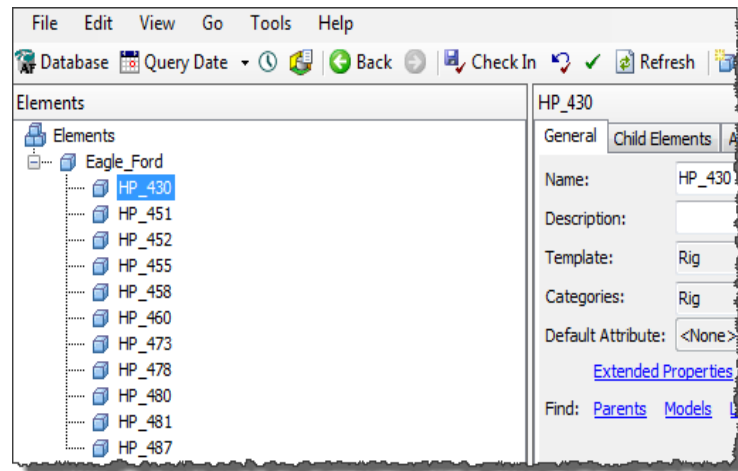 File Edit View Go Tools Help
Database Query Date Back Check In Refresh
Elements
Elements
Eagle_Ford
HP_430
HP_451
HP_452
HP_455
HP_458
HP_460
HP_473
HP_478
HP_480
HP_481
HP_487
HP_430
General Child Elements A
Name: HP_430
Description:
Template: Rig
Categories: Rig
Default Attribute: <None>
Extended Properties
Find: Parents Models L